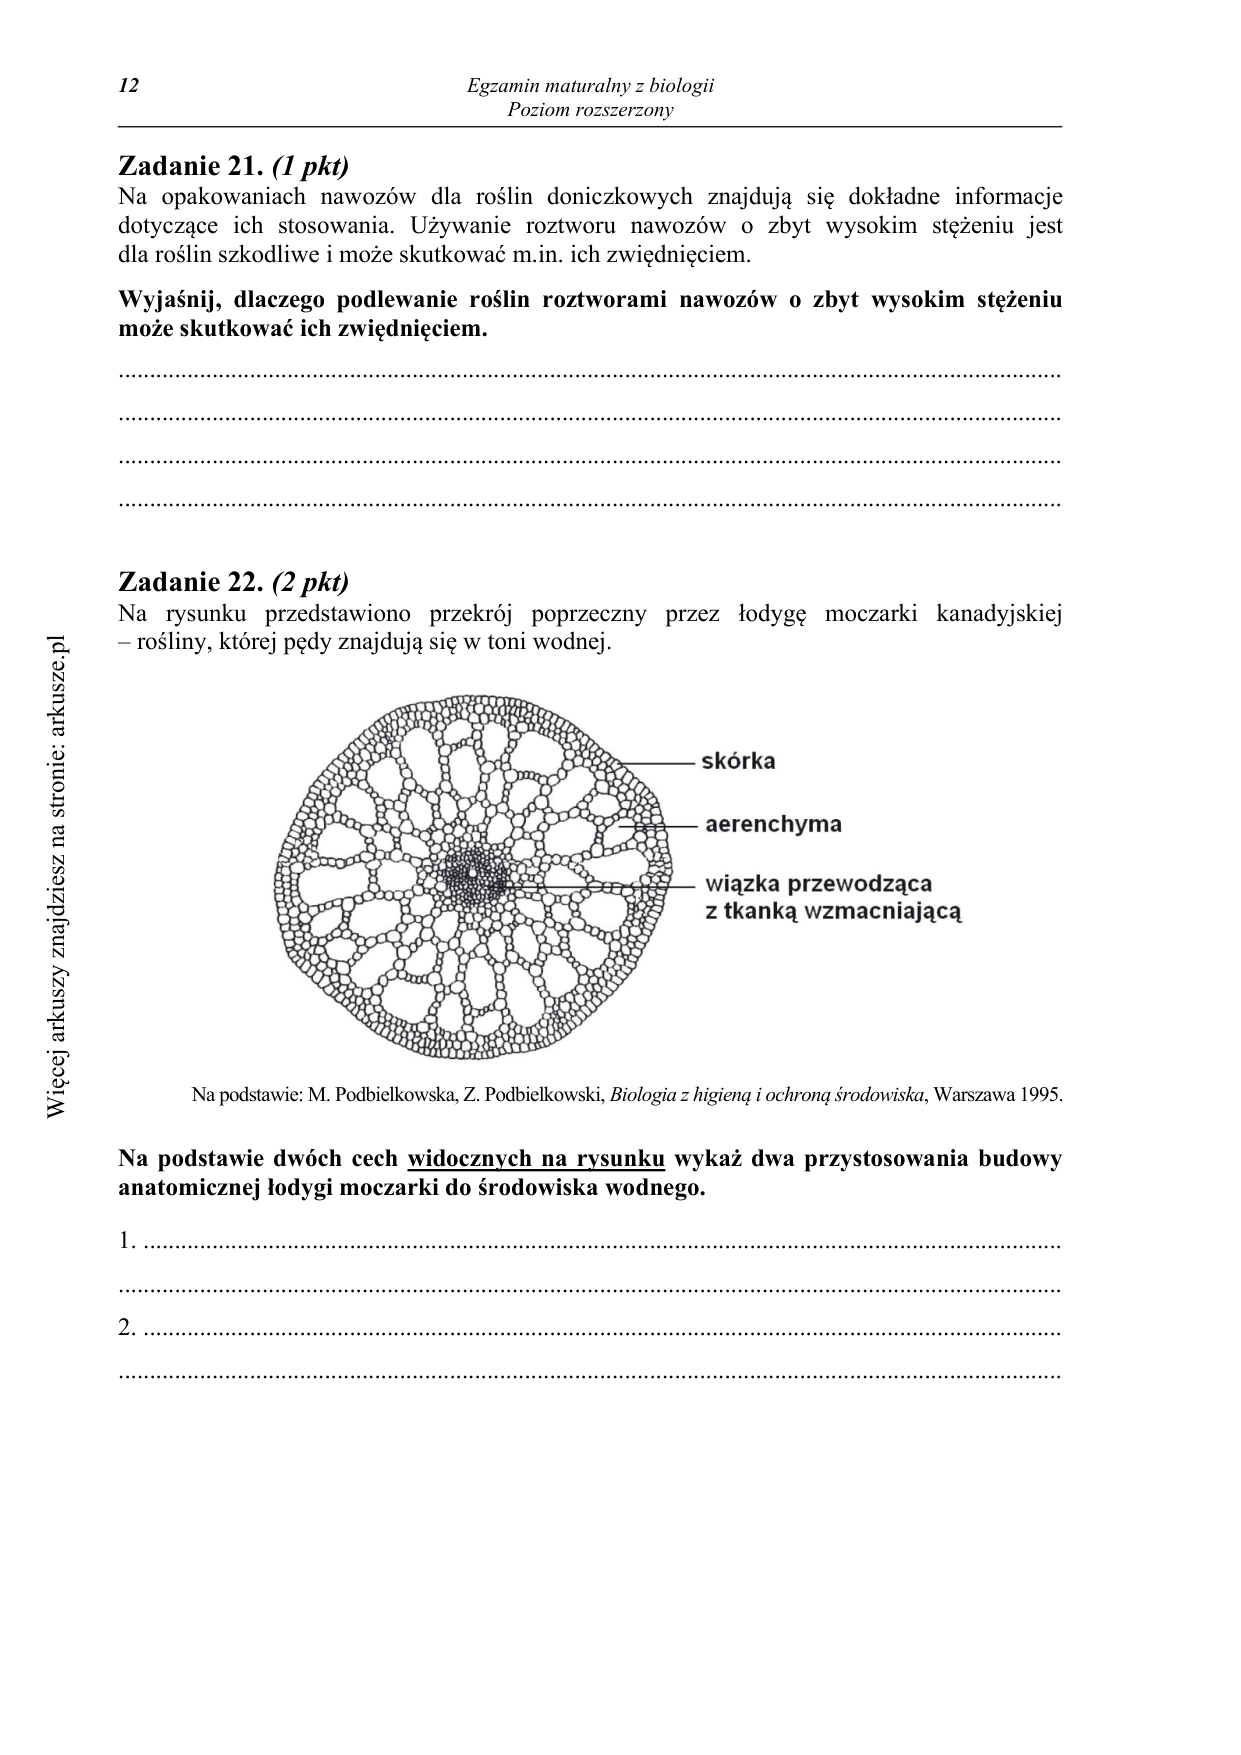 12
Egzamin maturalny z biologii
Poziom rozszerzony
Zadanie 21. (1 pkt)
Na opakowaniach nawozów dla roślin doniczkowych znajdują się dokładne informacje
dotyczące ich stosowania. Używanie roztworu nawozów o zbyt wysokim stężeniu jest
dla roślin szkodliwe i może skutkować m.in. ich zwiędnięciem.
Wyjaśnij, dlaczego podlewanie roślin roztworami nawozów o zbyt wysokim stężeniu
może skutkować ich zwiędnięciem.
Zadanie 22. (2 pkt)
Na rysunku przedstawiono przekrój poprzeczny przez łodygę moczarki kanadyjskiej
– rośliny, której pędy znajdują się w toni wodnej.
skórka
aerenchyma
wiązka przewodząca
z tkanką wzmacniającą
Na podstawie: M. Podbielkowska, Z. Podbielkowski, Biologia z higieną i ochroną środowiska, Warszawa 1995.
Na podstawie dwóch cech widocznych na rysunku wykaż dwa przystosowania budowy
anatomicznej łodygi moczarki do środowiska wodnego.
1. ......................................................................
2. ......................................................................
Więcej arkuszy znajdziesz na stronie: arkusze.pl